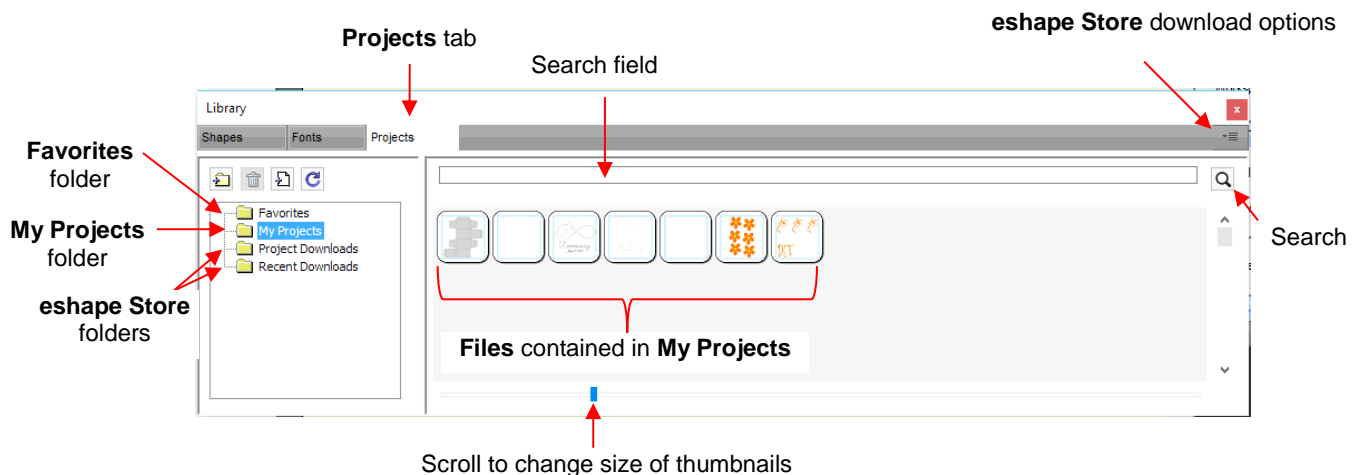 eshape Store download options
Projects tab
Search field
Library
x
Shapes Fonts Projects
Favorites
folder
Favorites
My Projects
Project Downloads
Recent Downloads
My Projects
folder
Search
eshape Store
folders
Files contained in My Projects
Scroll to change size of thumbnails